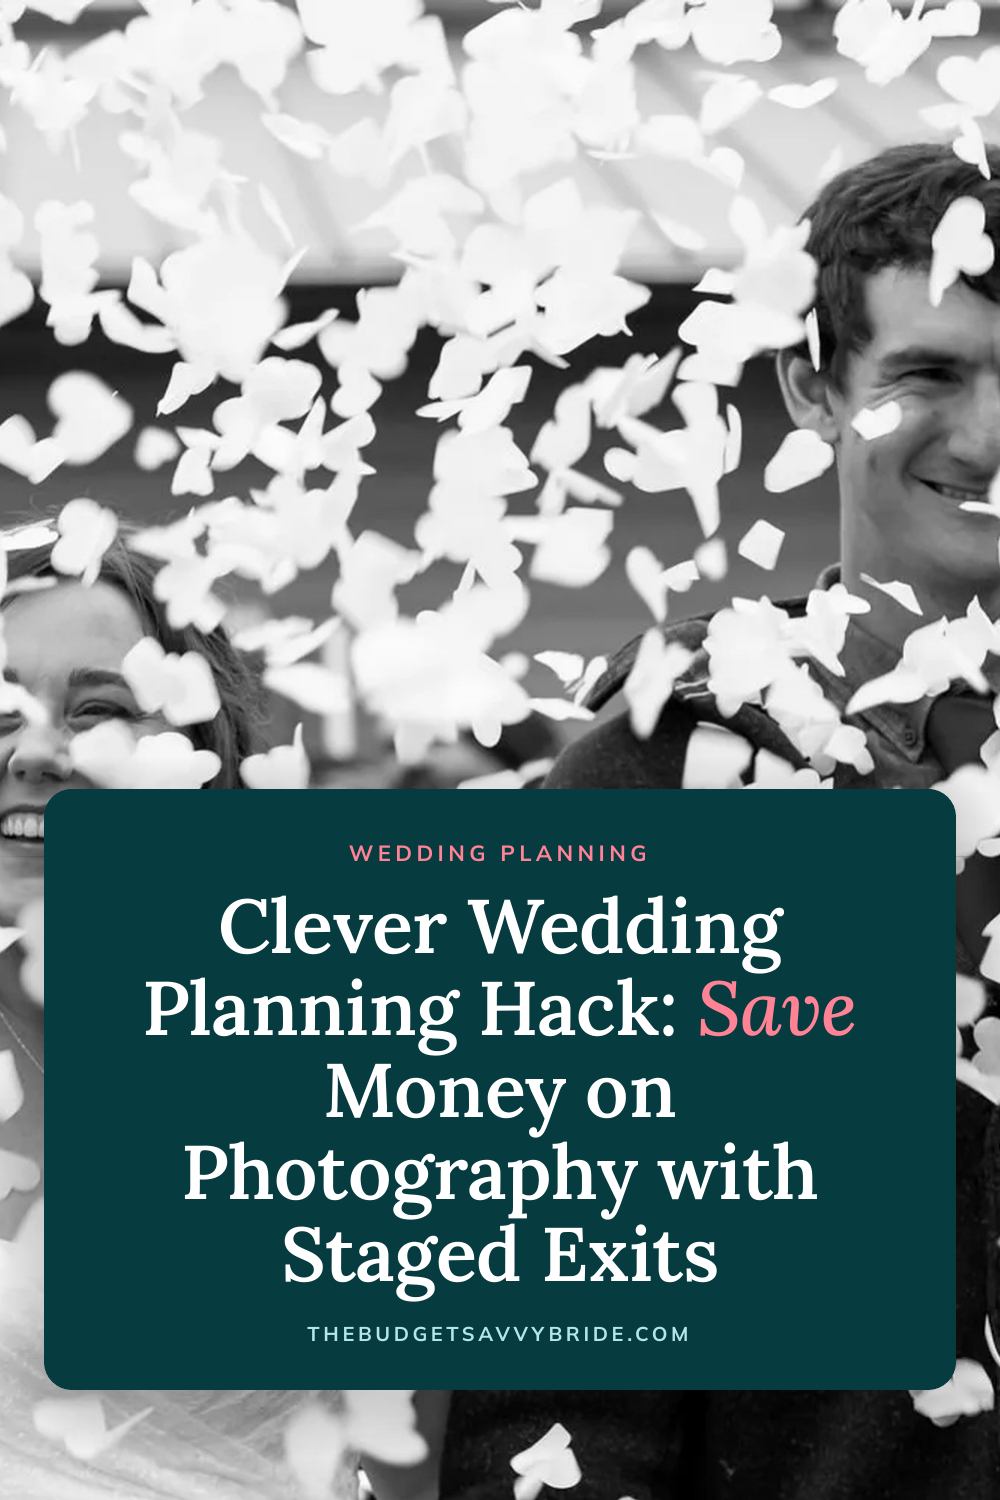 WEDDING PLANNING
Clever Wedding
Planning Hack: Save
Money on
Photography with
Staged Exits
THEBUDGETSAVVYBRIDE.COM